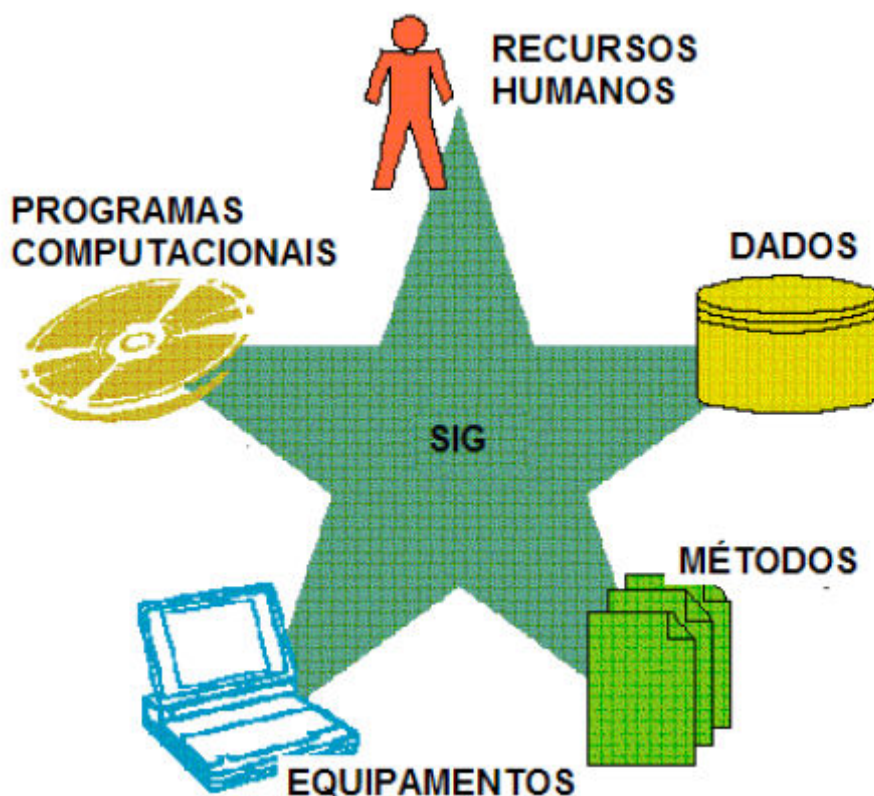 RECURSOS
HUMANOS
PROGRAMAS
COMPUTACIONAIS
DADOS
SIG
MÉTODOS
EQUIPAMENTOS